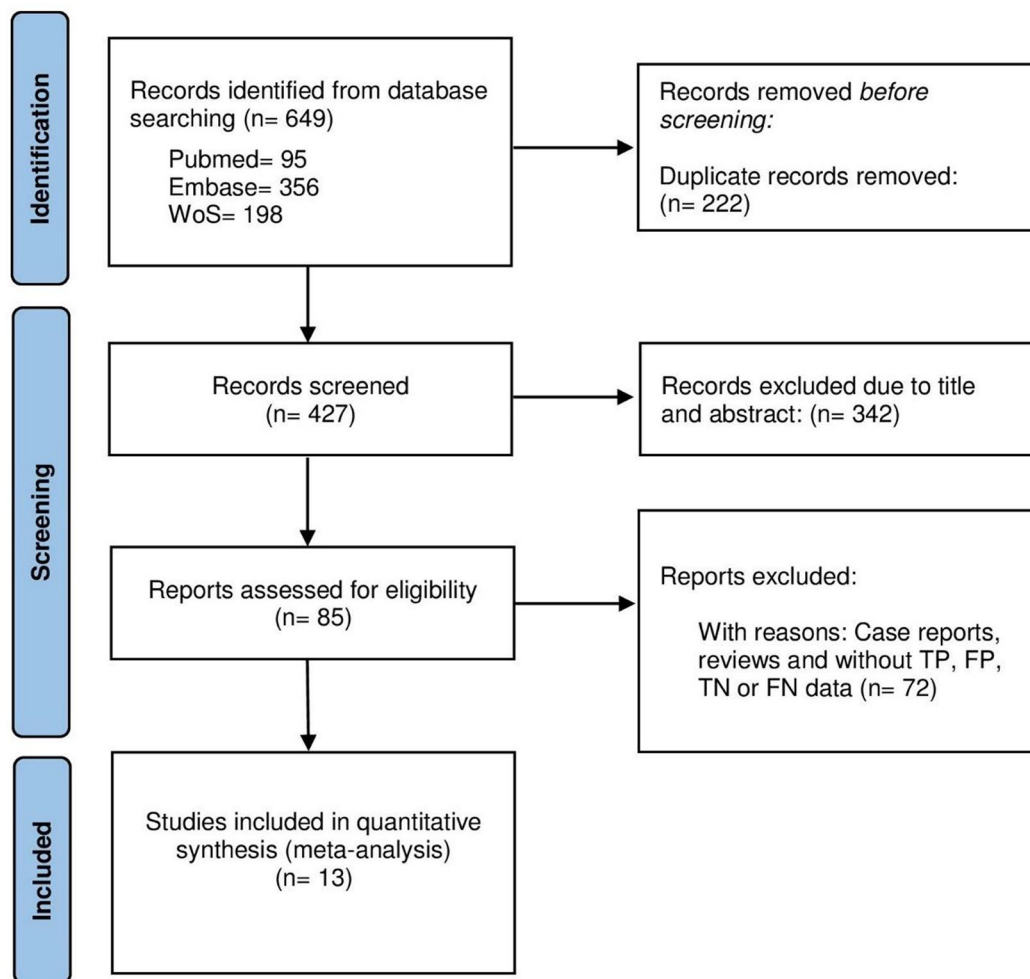 Identification
Records identified from database
searching (n= 649)
Pubmed= 95
Embase= 356
WoS= 198
Records removed before
screening:
Duplicate records removed:
(n= 222)
Screening
Records screened
(n= 427)
Records excluded due to title
and abstract: (n= 342)
Reports assessed for eligibility
(n= 85)
Reports excluded:
With reasons: Case reports,
reviews and without TP, FP,
TN or FN data (n= 72)
Included
Studies included in quantitative
synthesis (meta-analysis)
(n= 13)